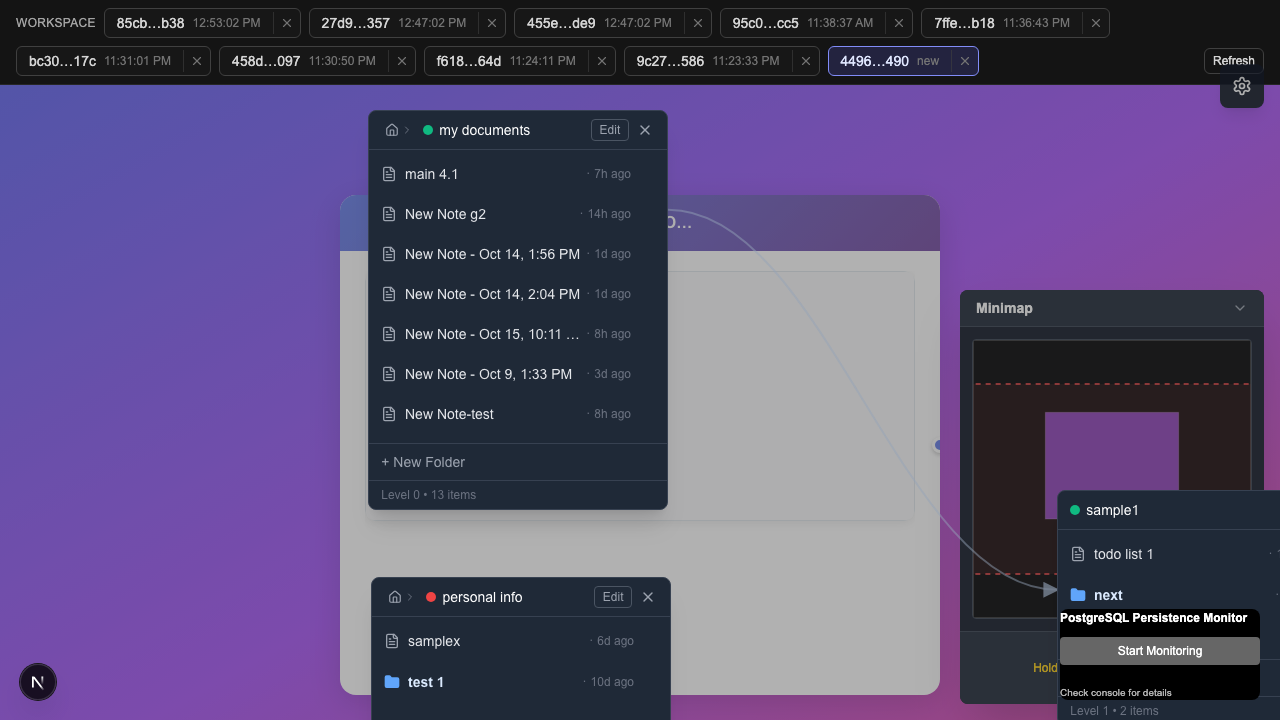 WORKSPACE 85cb…b38 12:53:02 PM 27d9…357 12:47:02 PM 455e…de9 12:47:02 PM 95c0…cc5 11:38:37 AM 7ffe…b18 11:36:43 PM
bc30…17c 11:31:01 PM 458d…097 11:30:50 PM f618…64d 11:24:11 PM 9c27…586 11:23:33 PM 4496…490 new Refresh
my documents Edit
main 4.1 · 7h ago
New Note g2 · 14h ago
New Note - Oct 14, 1:56 PM · 1d ago
New Note - Oct 14, 2:04 PM · 1d ago
New Note - Oct 15, 10:11 … · 8h ago
New Note - Oct 9, 1:33 PM · 3d ago
New Note-test · 8h ago
+ New Folder
Level 0 • 13 items
Minimap
sample1
todo list 1
next
PostgreSQL Persistence Monitor
Start Monitoring
Hold
Check console for details
Level 1 • 2 items
personal info Edit
samplex · 6d ago
test 1 · 10d ago
N